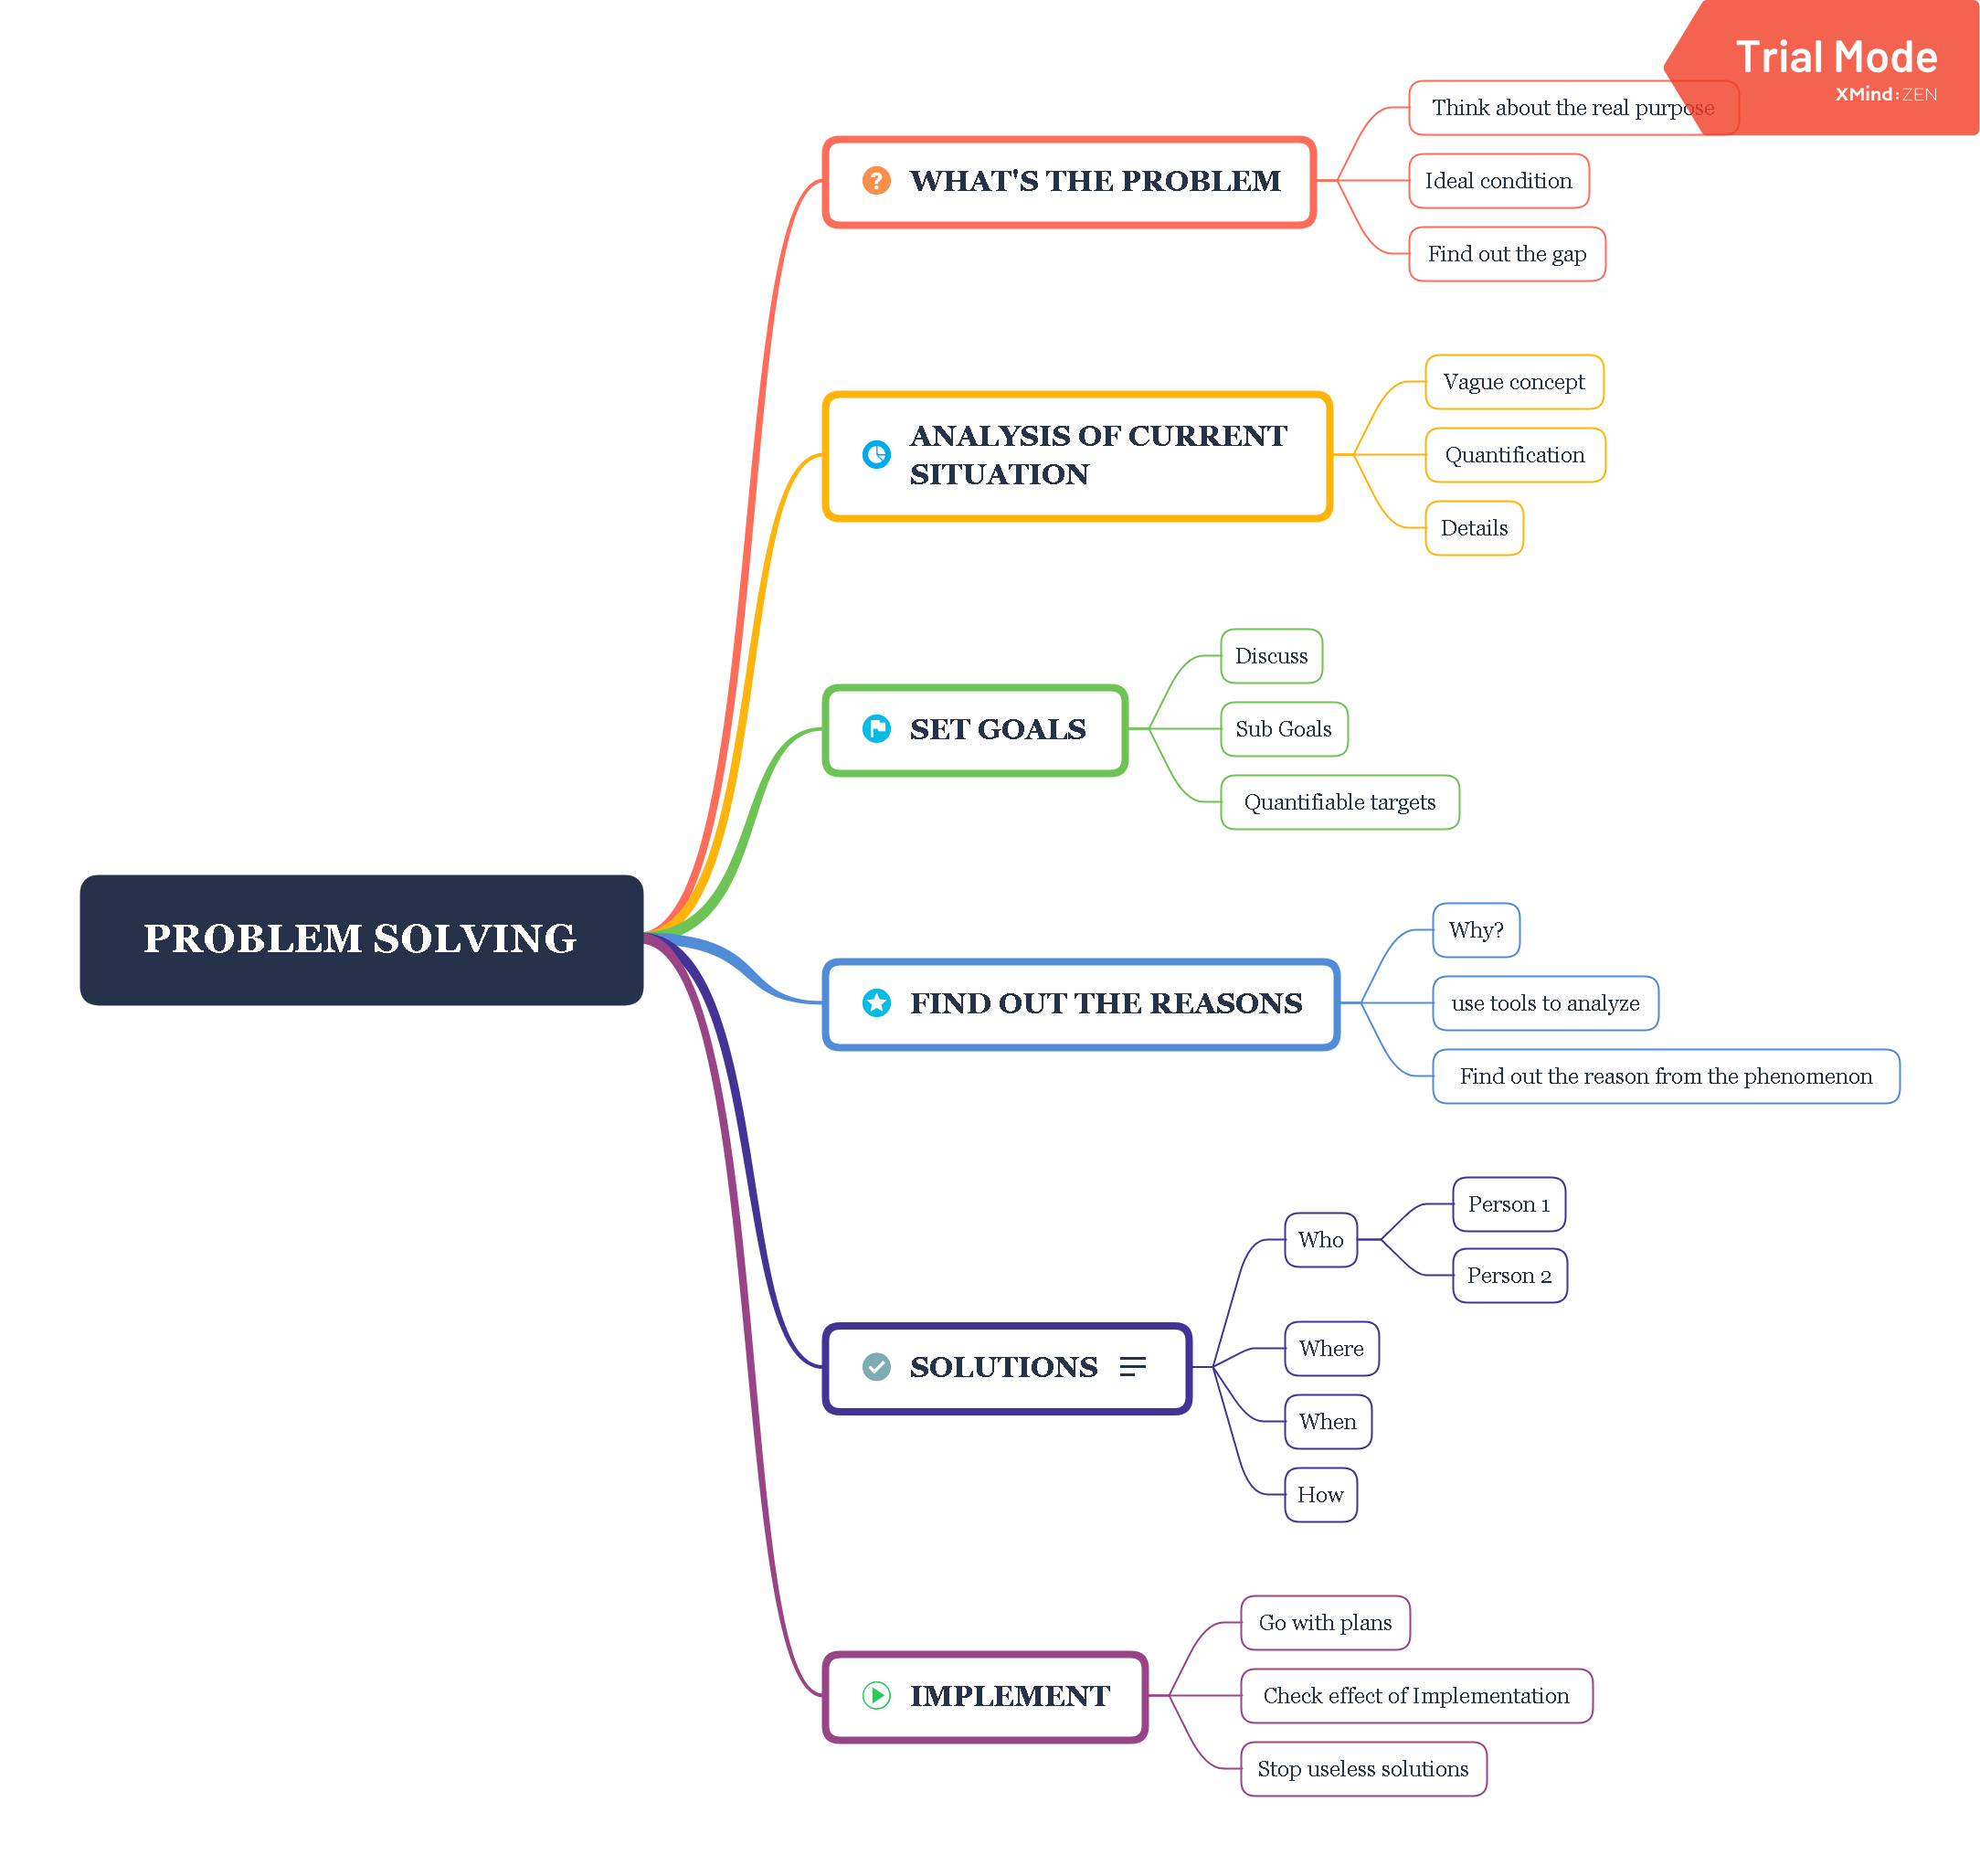 Trial Mode
XMind:ZEN
Think about the real purpose
WHAT'S THE PROBLEM
Ideal condition
Find out the gap
Vague concept
ANALYSIS OF CURRENT
SITUATION
Quantification
Details
Discuss
SET GOALS
Sub Goals
Quantifiable targets
PROBLEM SOLVING
Why?
FIND OUT THE REASONS
use tools to analyze
Find out the reason from the phenomenon
Person 1
Who
Person 2
Where
SOLUTIONS
When
How
Go with plans
IMPLEMENT
Check effect of Implementation
Stop useless solutions